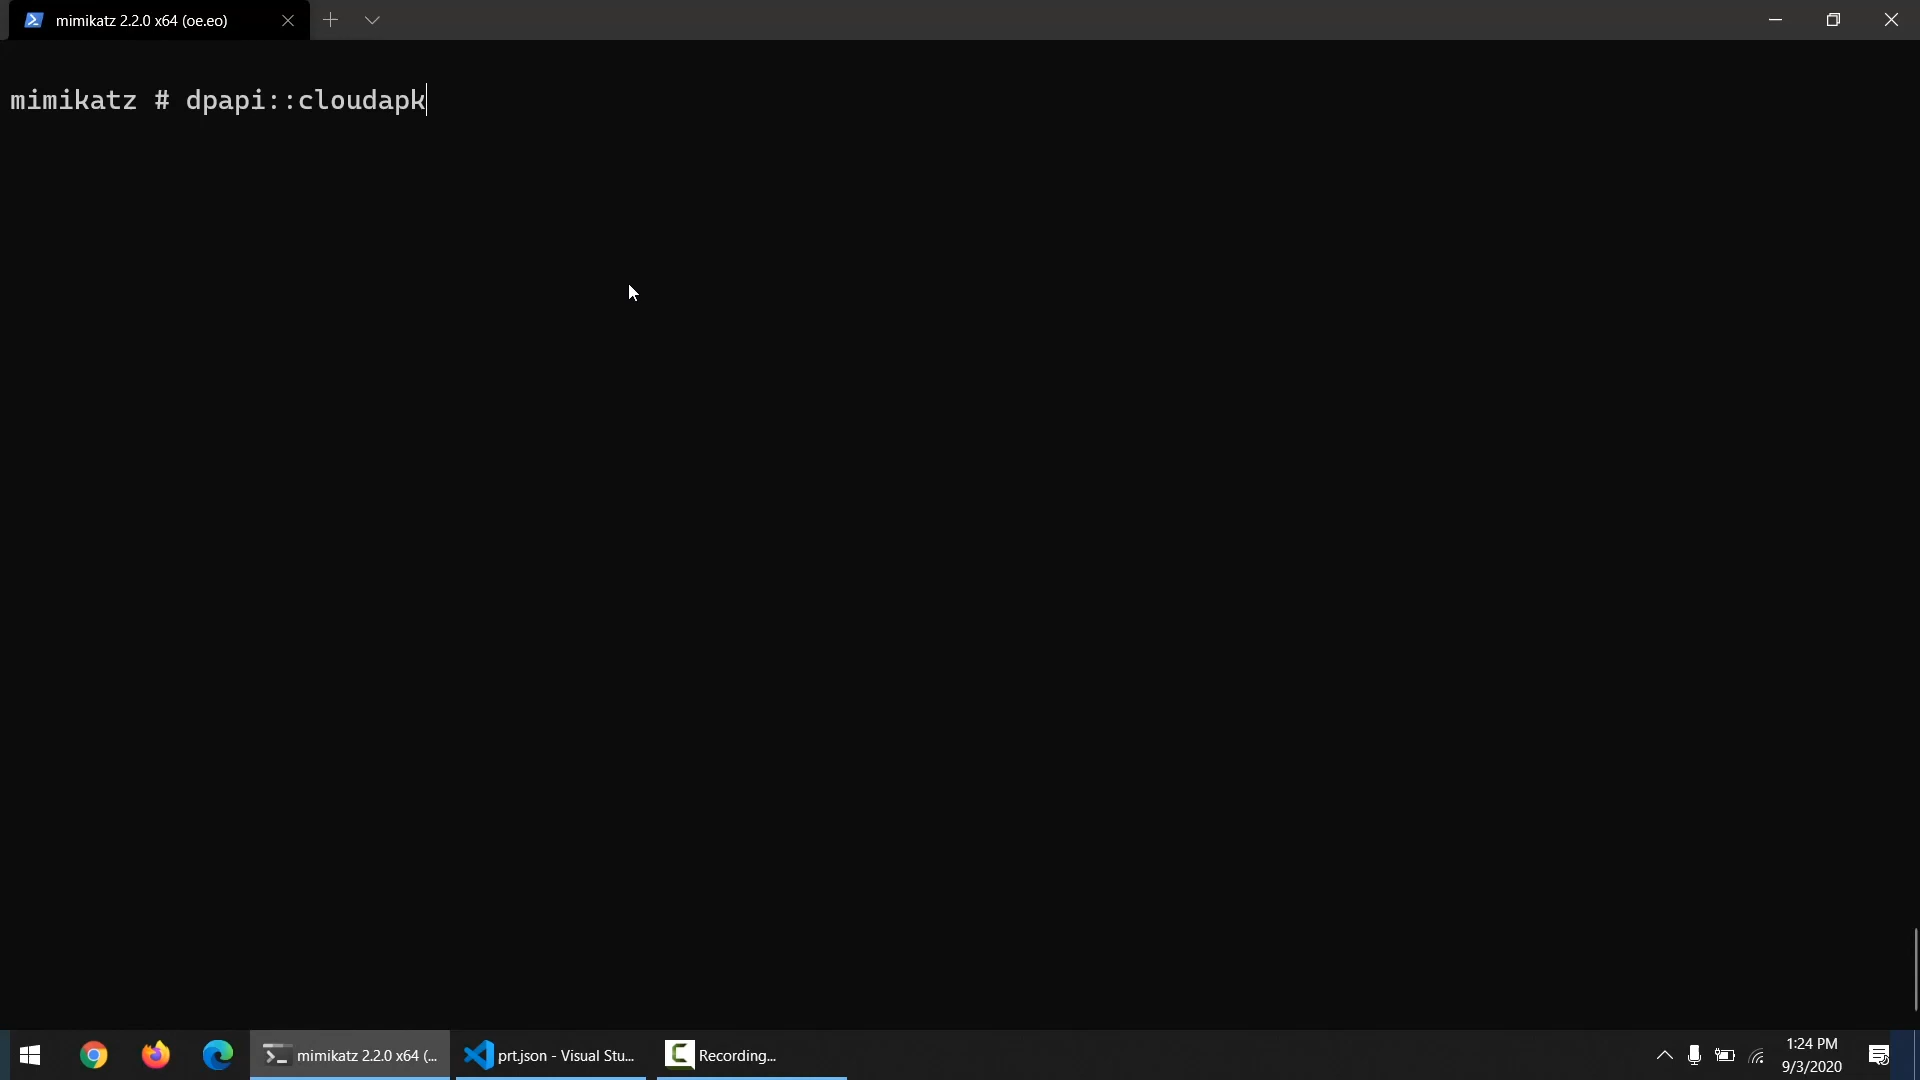 mimikatz 2.2.0 x64 (oe.eo)
mimikatz # dpapi::cloudapk
mimikatz 2.2.0 x64 (...
prt.json - Visual Stu...
Recording...
1:24 PM
9/3/2020